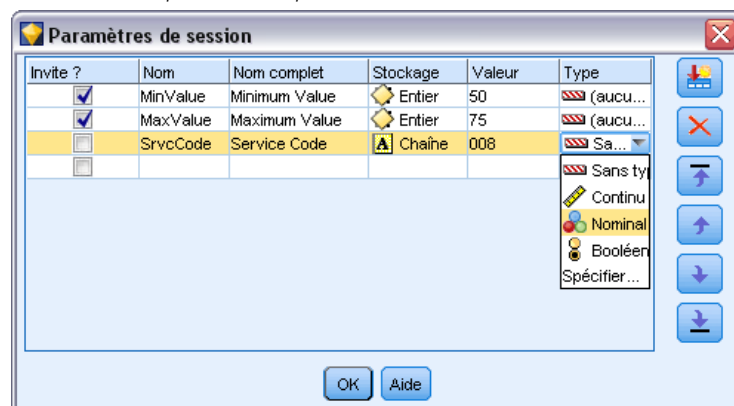 Paramètres de session
Invite ? Nom Nom complet Stockage Valeur Type
MinValue Minimum Value Entier 50 (aucu...
MaxValue Maximum Value Entier 75 (aucu...
SrvcCode Service Code A Chaîne 008 Sa...
Sans ty
Continu
Nominal
Booléen
Spécifier...
OK Aide